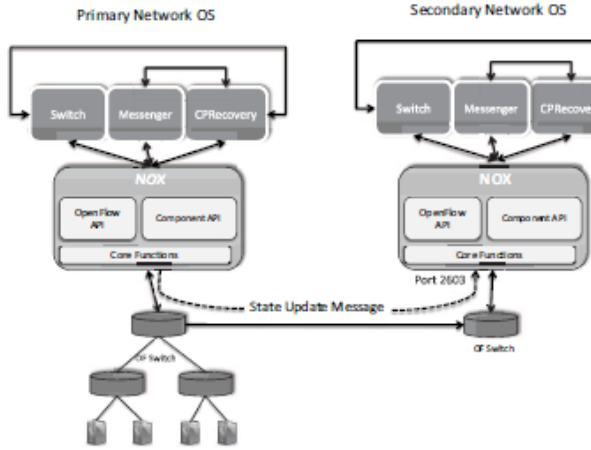 Primary Network OS
Secondary Network OS
Switch
Messenger
CPRecovery
Switch
Messenger
CPRecove
NOX
NOX
OpenFlow
API
Component API
OpenFlow
API
Component API
Core Functions
Core Functions
Port 2603
State Update Message
OF Switch
OF Switch